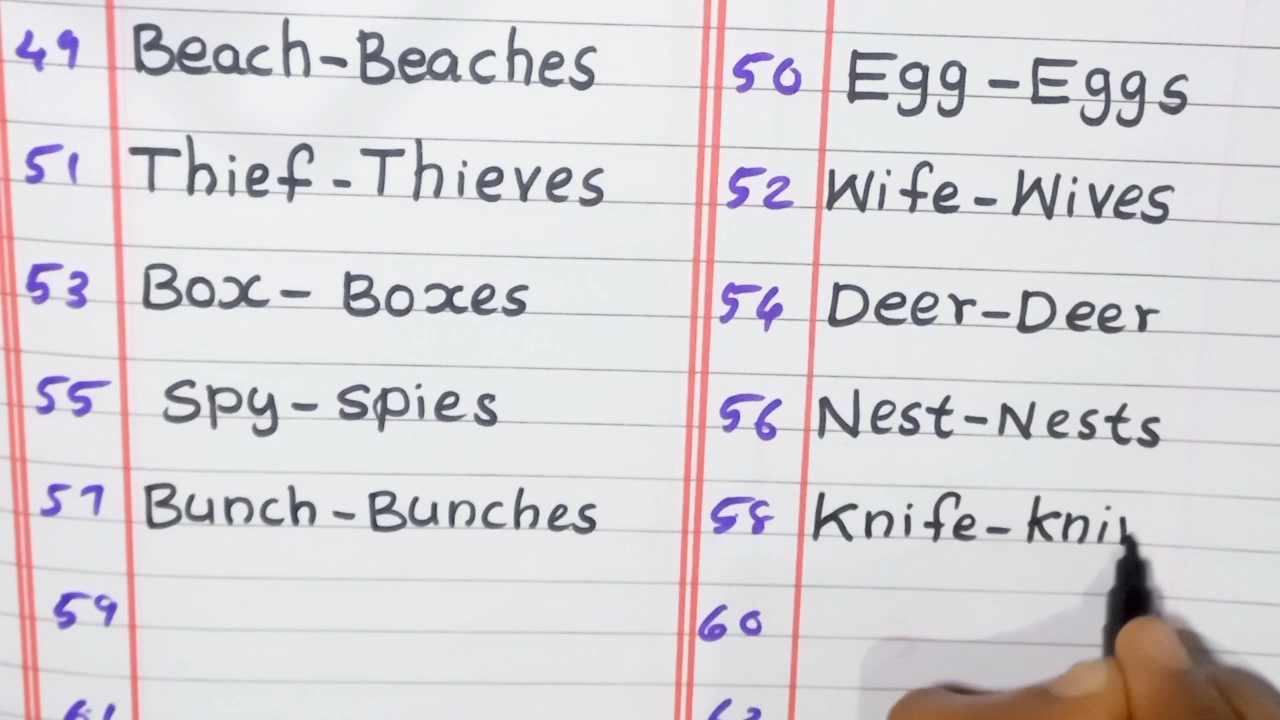 49 Beach-Beaches 50 Egg-Eggs
51 Thief-Thieves 52 Wife-Wives
53 Box-Boxes 54 Deer-Deer
55 Spy-Spies 56 Nest-Nests
57 Bunch-Bunches 58 Knife-
59 60